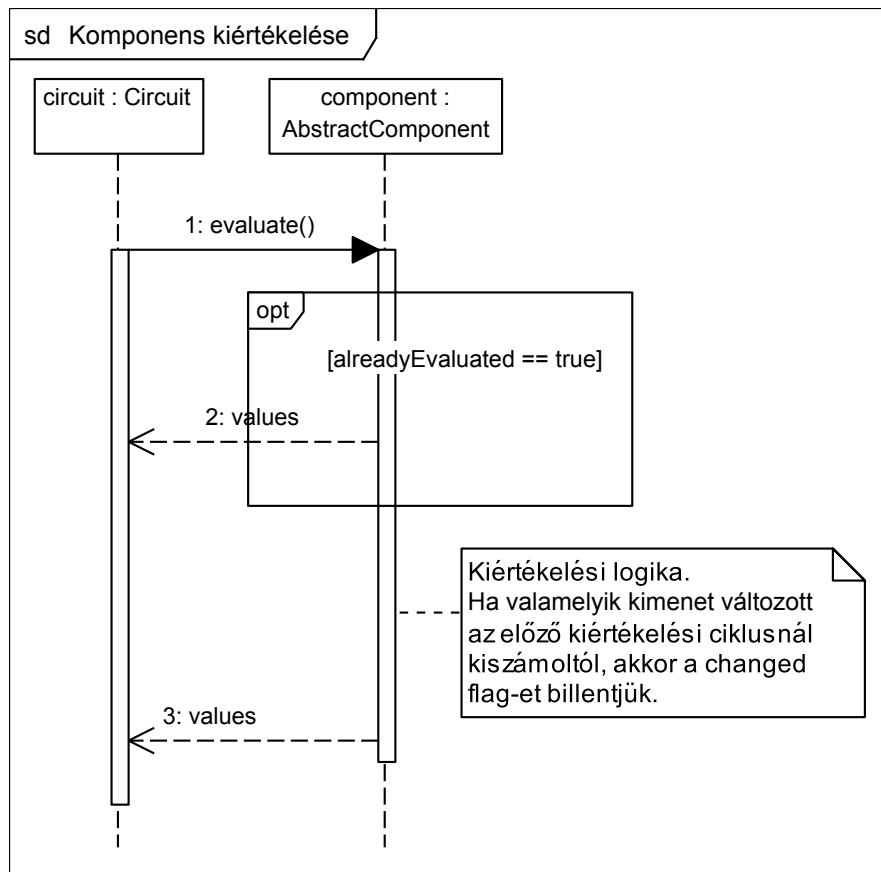 sd Komponens kiértékelése
circuit : Circuit
component :
AbstractComponent
1: evaluate()
opt
[alreadyEvaluated == true]
2: values
Kiértékelési logika.
Ha valamelyik kimenet változott
az előző kiértékelési ciklusnál
kiszámoltól, akkor a changed
flag-et billentjük.
3: values